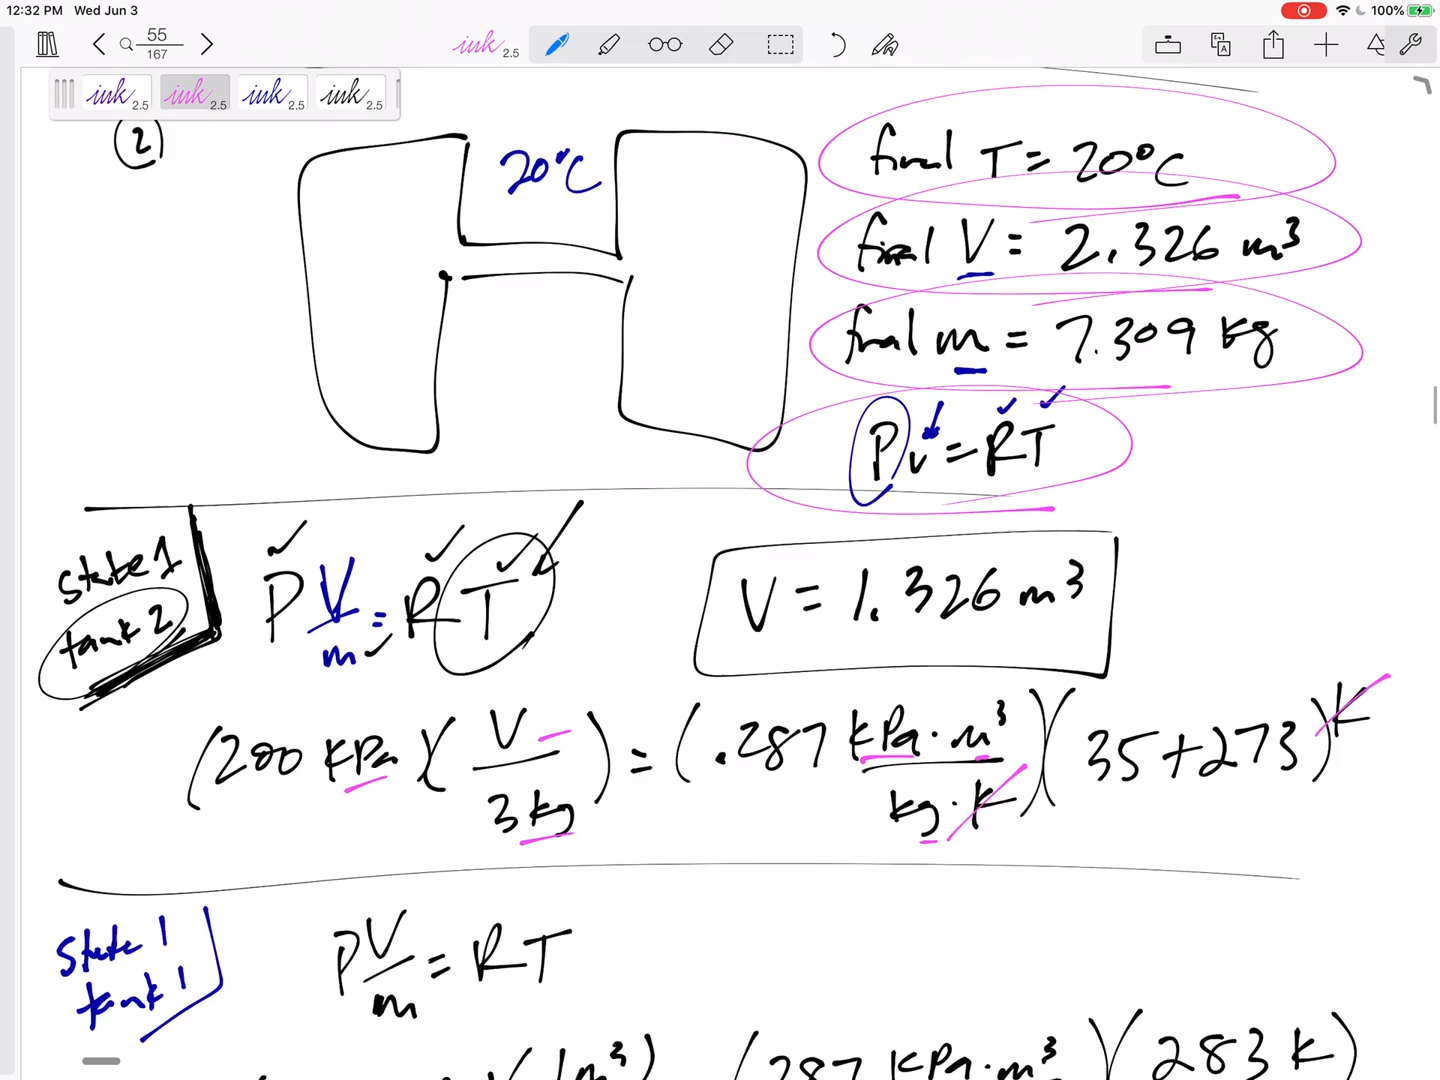 12:32 PM Wed Jun 3
100%
55
167
ink 2.5
ink 2.5
ink 2.5
ink 2.5
ink 2.5
2
20°C
final T = 20°C
final V = 2.326 m³
final m = 7.309 kg
Pv = RT
state 1
tank 2
P V/m = RT
V = 1.326 m³
(200 kPa)(V/3 kg) = (.287 kPa·m³/kg·K)(35+273)K
state 1
tank 1
P V/m = RT
(1m³) (.287 kPa·m³)(283 K)